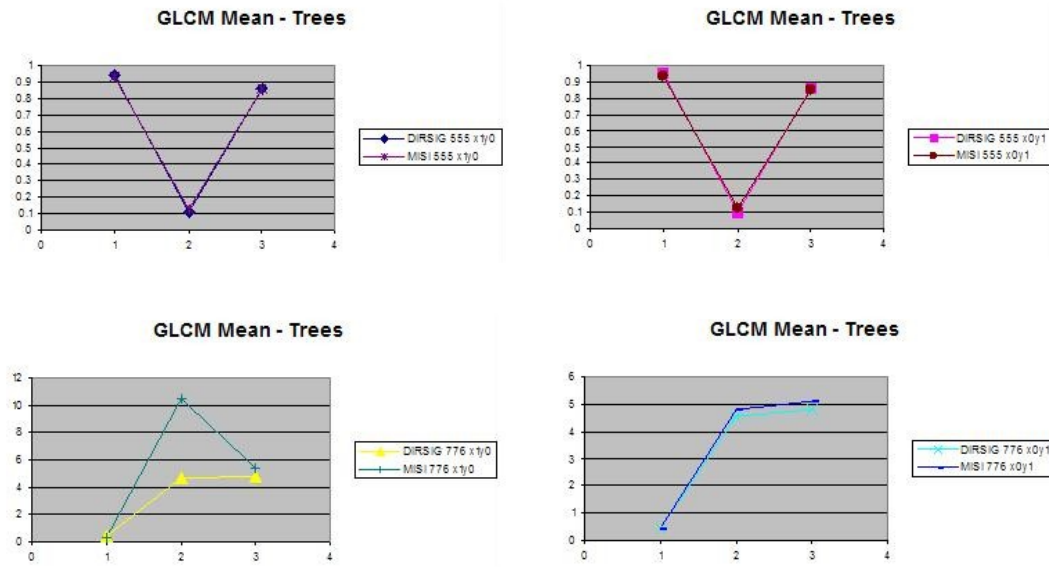 GLCM Mean - Trees
1
0.9
0.8
0.7
0.6
0.5
0.4
0.3
0.2
0.1
0
0 1 2 3 4
DIRSIG 555 x1y0
MISI 555 x1y0
GLCM Mean - Trees
1
0.9
0.8
0.7
0.6
0.5
0.4
0.3
0.2
0.1
0
0 1 2 3 4
DIRSIG 555 x0y1
MISI 555 x0y1
GLCM Mean - Trees
12
10
8
6
4
2
0
0 1 2 3 4
DIRSIG 776 x1y0
MISI 776 x1y0
GLCM Mean - Trees
6
5
4
3
2
1
0
0 1 2 3 4
DIRSIG 776 x0y1
MISI 776 x0y1